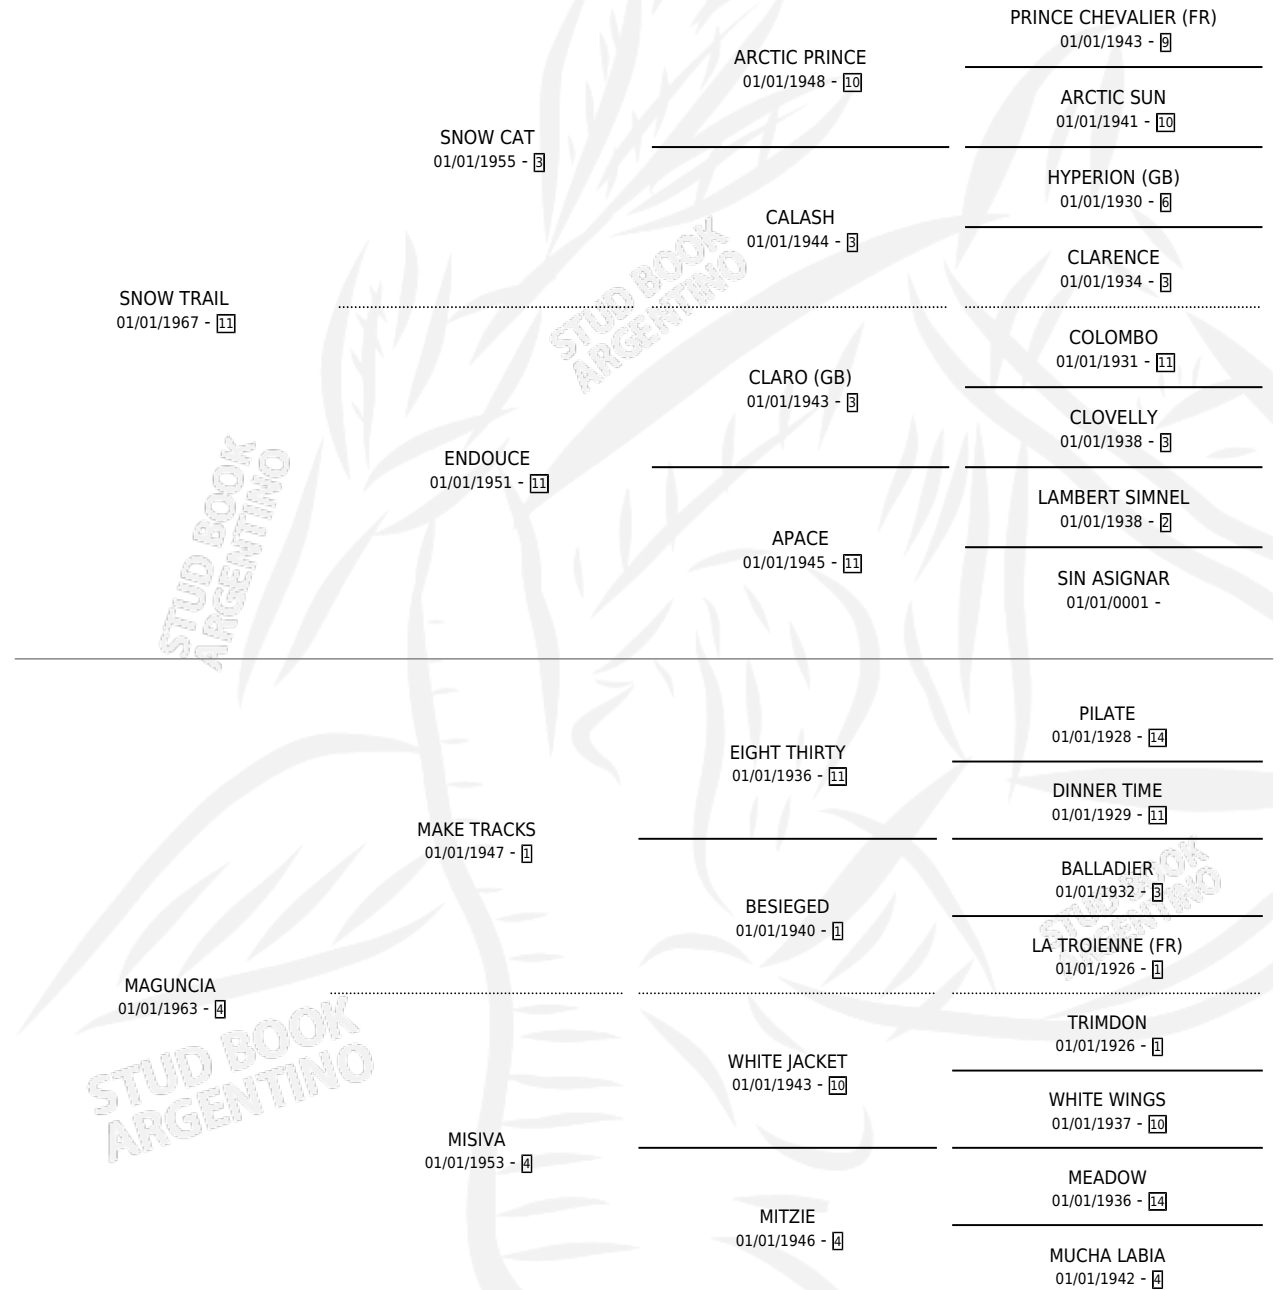 PRINCE CHEVALIER (FR)
01/01/1943 - 9
ARCTIC PRINCE
01/01/1948 - 10
ARCTIC SUN
01/01/1941 - 10
SNOW CAT
01/01/1955 - 3
HYPERION (GB)
01/01/1930 - 6
CALASH
01/01/1944 - 3
CLARENCE
01/01/1934 - 3
SNOW TRAIL
01/01/1967 - 11
COLOMBO
01/01/1931 - 11
CLARO (GB)
01/01/1943 - 3
CLOVELLY
01/01/1938 - 3
ENDOUCE
01/01/1951 - 11
LAMBERT SIMNEL
01/01/1938 - 2
APACE
01/01/1945 - 11
SIN ASIGNAR
01/01/0001 -
PILATE
01/01/1928 - 14
EIGHT THIRTY
01/01/1936 - 11
DINNER TIME
01/01/1929 - 11
MAKE TRACKS
01/01/1947 - 1
BALLADIER
01/01/1932 - 3
BESIEGED
01/01/1940 - 1
LA TROIENNE (FR)
01/01/1926 - 1
MAGUNCIA
01/01/1963 - 4
TRIMDON
01/01/1926 - 1
WHITE JACKET
01/01/1943 - 10
WHITE WINGS
01/01/1937 - 10
MISIVA
01/01/1953 - 4
MEADOW
01/01/1936 - 14
MITZIE
01/01/1946 - 4
MUCHA LABIA
01/01/1942 - 4
STUD BOOK
ARGENTINO
STUD BOOK
ARGENTINO
STUD BOOK
ARGENTINO
STUD BOOK
ARGENTINO